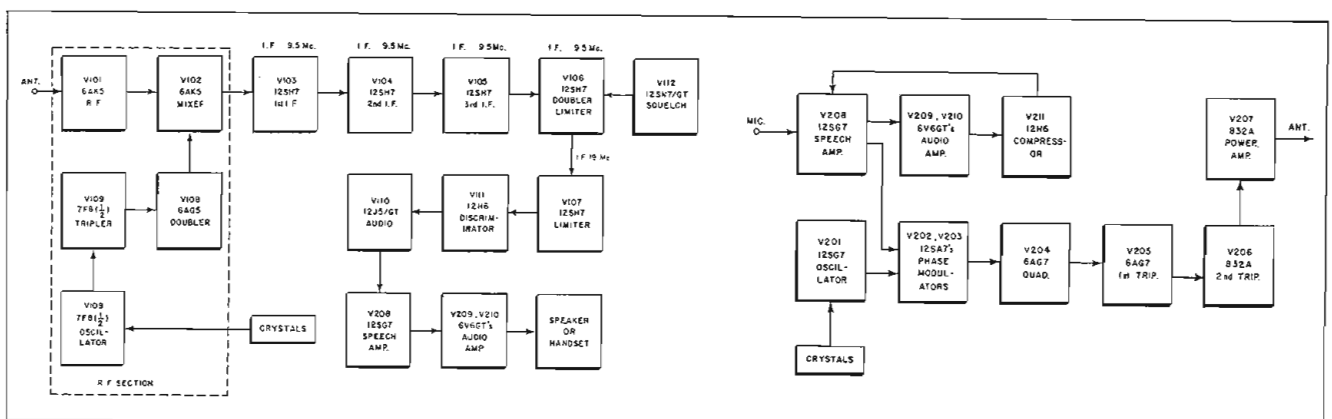 I.F. 9.5 Mc.
I.F. 9.5 Mc.
I.F. 9.5 Mc.
I.F. 9.5 Mc.
ANT.
V101
6AK5
R.F.
V102
6AK5
MIXER
V103
12SH7
1st I.F.
V104
12SH7
2nd I.F.
V105
12SH7
3rd I.F.
V106
12SH7
DOUBLER
LIMITER
V112
12SN7/GT
SQUELCH
I.F. 19 Mc
V109
7F8(1/2)
TRIPLER
V108
6AG5
DOUBLER
V110
12J5/GT
AUDIO
V111
12H6
DISCRIM-
INATOR
V107
12SH7
LIMITER
V109
7F8(1/2)
OSCIL-
LATOR
CRYSTALS
V208
12SG7
SPEECH
AMP.
V209, V210
6V6GT's
AUDIO
AMP.
SPEAKER
OR
HANDSET
R.F. SECTION
MIC.
V208
12SG7
SPEECH
AMP.
V209, V210
6V6GT's
AUDIO
AMP.
V211
12H6
COMPRESS-
OR
V207
832A
POWER
AMP.
ANT.
V201
12SG7
OSCIL-
LATOR
V202, V203
12SA7's
PHASE
MODUL-
ATORS
V204
6AG7
QUAD.
V205
6AG7
1st TRIP.
V206
832A
2nd TRIP.
CRYSTALS